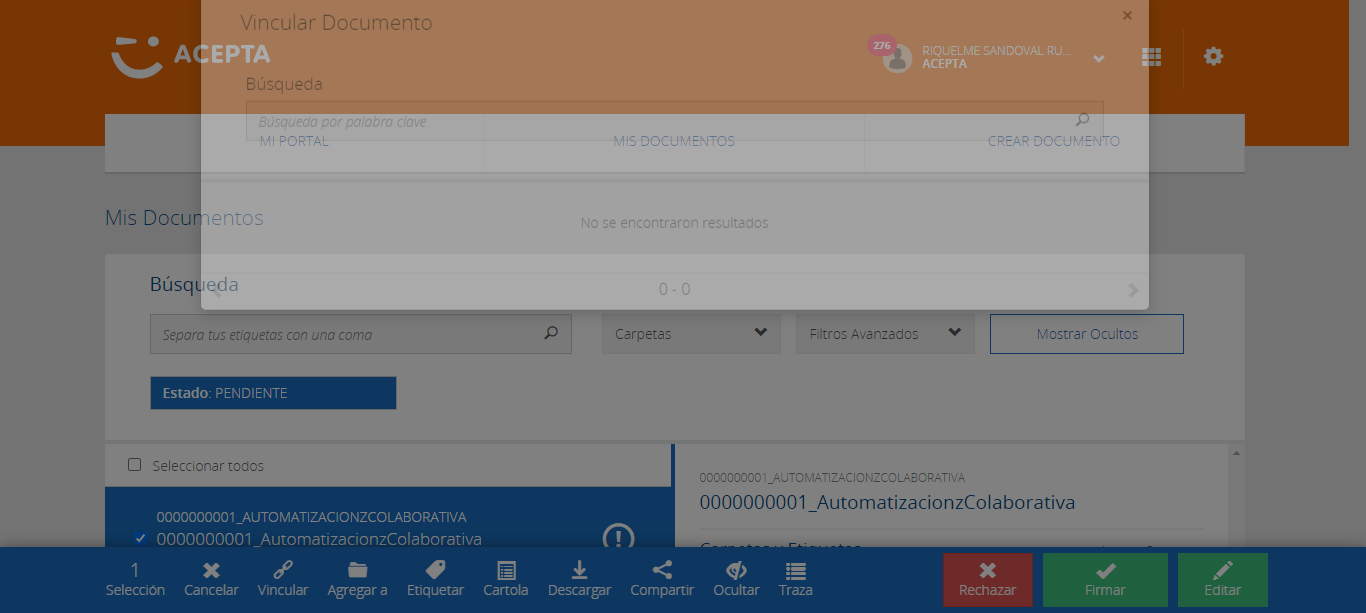 Vincular Documento
×
ACEPTA
276
RIQUELME SANDOVAL RU...
ACEPTA
Búsqueda
Búsqueda por palabra clave
MI PORTAL
MIS DOCUMENTOS
CREAR DOCUMENTO
Mis Documentos
No se encontraron resultados
Búsqueda
0 - 0
Separa tus etiquetas con una coma
Carpetas
Filtros Avanzados
Mostrar Ocultos
Estado: PENDIENTE
Seleccionar todos
0000000001_AUTOMATIZACIONZCOLABORATIVA
0000000001_AutomatizacionzColaborativa
0000000001_AUTOMATIZACIONZCOLABORATIVA
0000000001_AutomatizacionzColaborativa
Carpetas y Etiquetas
1
Selección
Cancelar
Vincular
Agregar a
Etiquetar
Cartola
Descargar
Compartir
Ocultar
Traza
Rechazar
Firmar
Editar